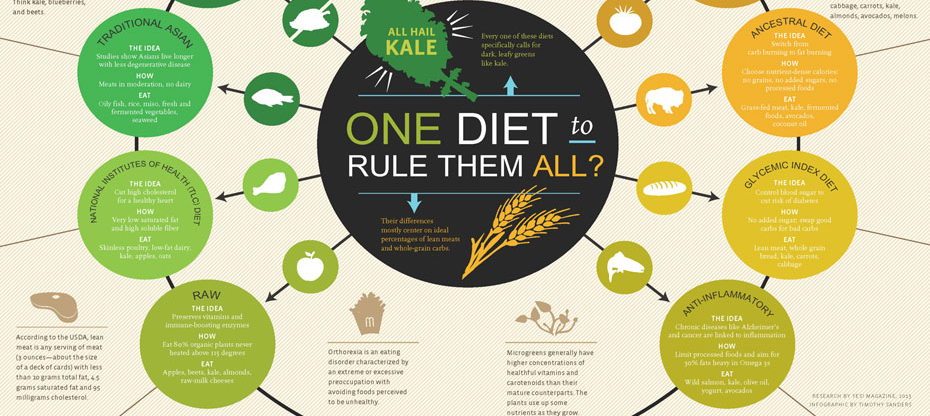 Think kale, blueberries,
and beets.
cabbage, carrots, kale,
almonds, avocados, melons.
ALL HAIL
KALE
Every one of these diets
specifically calls for
dark, leafy greens
like kale.
ONE DIET to
RULE THEM ALL?
Their differences
mostly center on ideal
percentages of lean meats
and whole-grain carbs.
TRADITIONAL ASIAN
THE IDEA
Studies show Asians live longer
with less degenerative disease
HOW
Meats in moderation, no dairy
EAT
Oily fish, rice, miso, fresh and
fermented vegetables,
seaweed
ANCESTRAL DIET
THE IDEA
Switch from
carb burning to fat burning
HOW
Choose nutrient-dense calories:
no grains, no added sugars, no
processed foods
EAT
Grass-fed meat, kale, fermented
foods, avocados,
coconut oil
NATIONAL INSTITUTES OF HEALTH (TLC) DIET
THE IDEA
Cut high cholesterol
for a healthy heart
HOW
Very low saturated fat
and high soluble fiber
EAT
Skinless poultry, low-fat dairy,
kale, apples, oats
GLYCEMIC INDEX DIET
THE IDEA
Control blood sugar to
cut risk of diabetes
HOW
No added sugar; swap good
carbs for bad carbs
EAT
Lean meat, whole grain
bread, kale, carrots,
cabbage
RAW
THE IDEA
Preserves vitamins and
immune-boosting enzymes
HOW
Eat 80% organic plants never
heated above 115 degrees
EAT
Apples, beets, kale, almonds,
raw-milk cheeses
ANTI-INFLAMMATORY
THE IDEA
Chronic diseases like Alzheimer's
and cancer are linked to inflammation
HOW
Limit processed foods and aim for
30% fats heavy in Omega 3s
EAT
Wild salmon, kale, olive oil,
yogurt, avocados
According to the USDA, lean
meat is any serving of meat
(3 ounces—about the size
of a deck of cards) with less
than 10 grams total fat, 4.5
grams saturated fat and 95
milligrams cholesterol.
m
Orthorexia is an eating
disorder characterized by
an extreme or excessive
preoccupation with
avoiding foods perceived
to be unhealthy.
Microgreens generally have
higher concentrations of
healthful vitamins and
carotenoids than their
mature counterparts. The
plants use up some
nutrients as they grow.
RESEARCH BY YES! MAGAZINE, 2013
INFOGRAPHIC BY TIMOTHY SANDERS